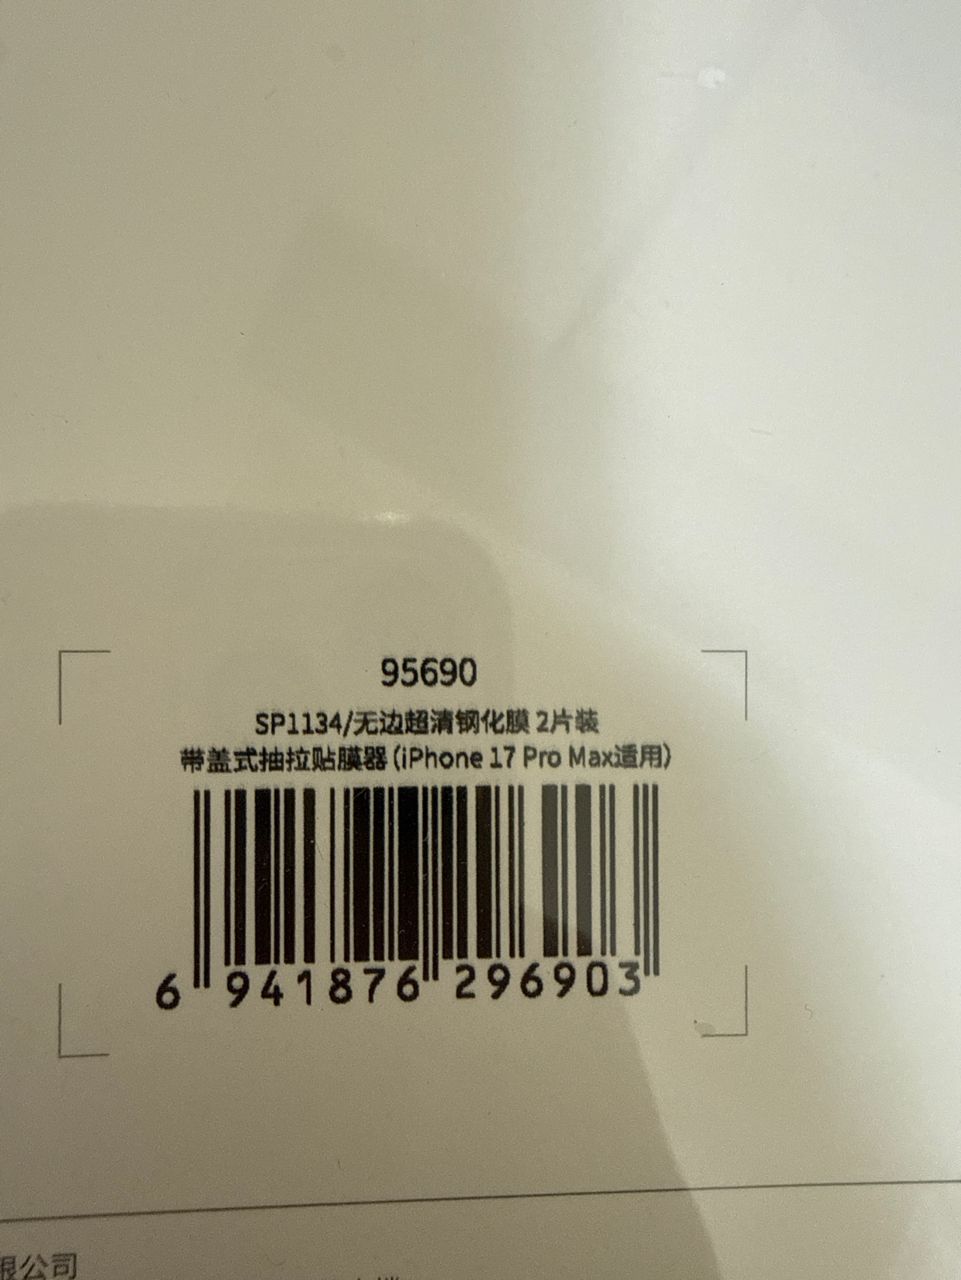 95690
SP1134/无边超清钢化膜 2片装
带盖式抽拉贴膜器(iPhone 17 Pro Max适用)
6 941876 296903
限公司